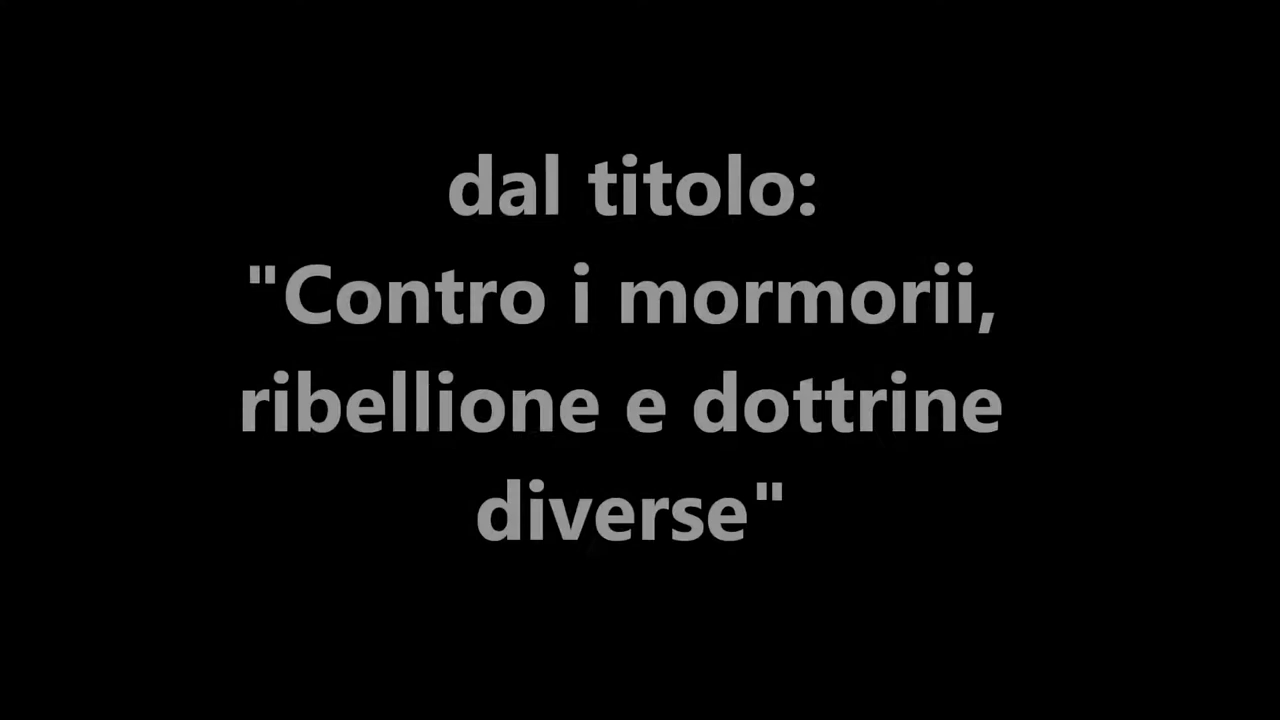 dal titolo:
"Contro i mormorii,
ribellione e dottrine
diverse"